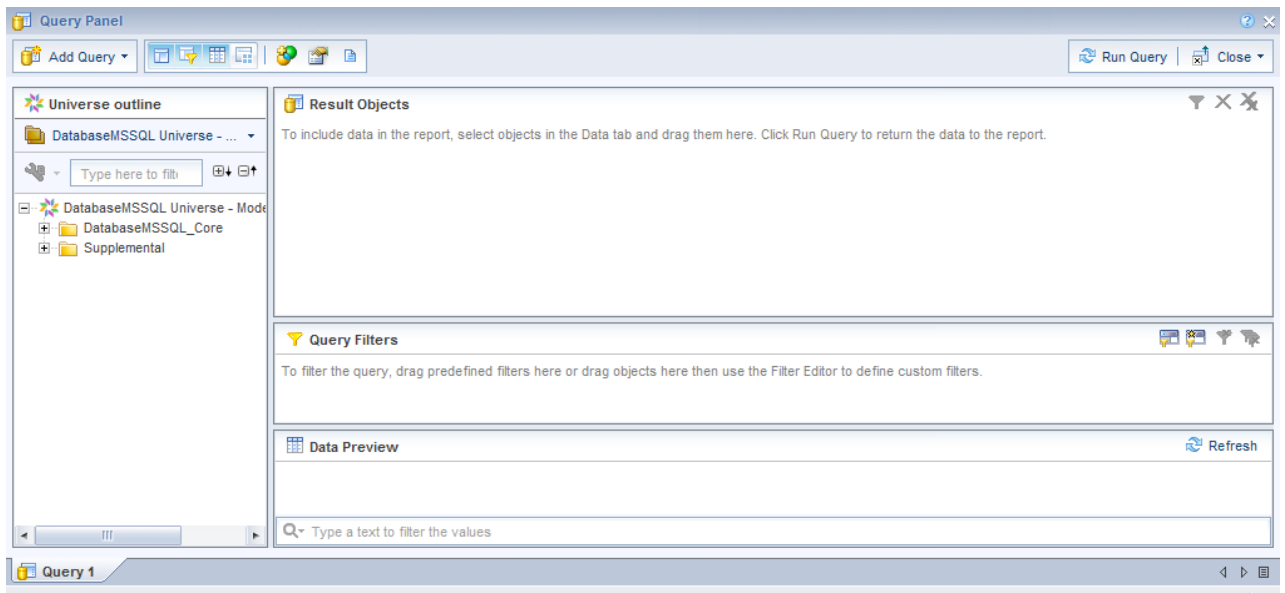 Query Panel
Add Query
Run Query
Close
Universe outline
DatabaseMSSQL Universe - ...
Type here to filt
DatabaseMSSQL Universe - Mode
DatabaseMSSQL_Core
Supplemental
Result Objects
To include data in the report, select objects in the Data tab and drag them here. Click Run Query to return the data to the report.
Query Filters
To filter the query, drag predefined filters here or drag objects here then use the Filter Editor to define custom filters.
Data Preview
Refresh
Type a text to filter the values
Query 1